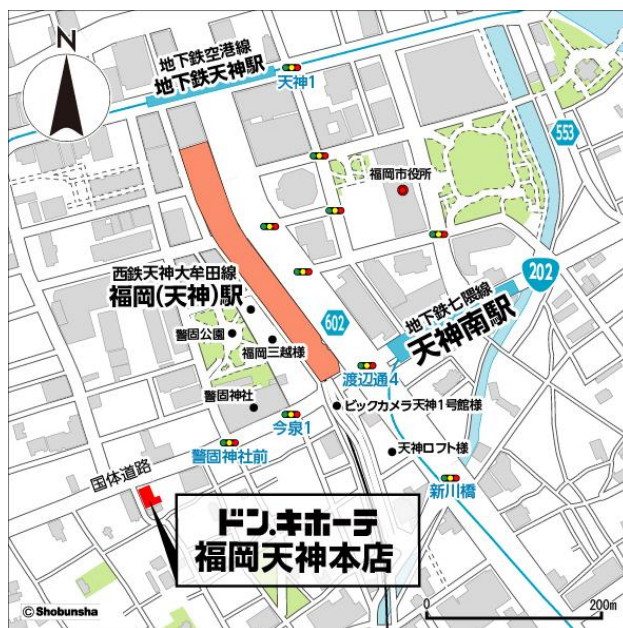 N
地下鉄空港線
地下鉄天神駅
天神1
553
福岡市役所
202
西鉄天神大牟田線
福岡(天神)駅
602
地下鉄七隈線
天神南駅
警固公園
福岡三越様
渡辺通4
警固神社
ビックカメラ天神1号館様
今泉1
警固神社前
天神ロフト様
国体道路
新川橋
ドン.キホーテ
福岡天神本店
©Shobunsha
0 200m